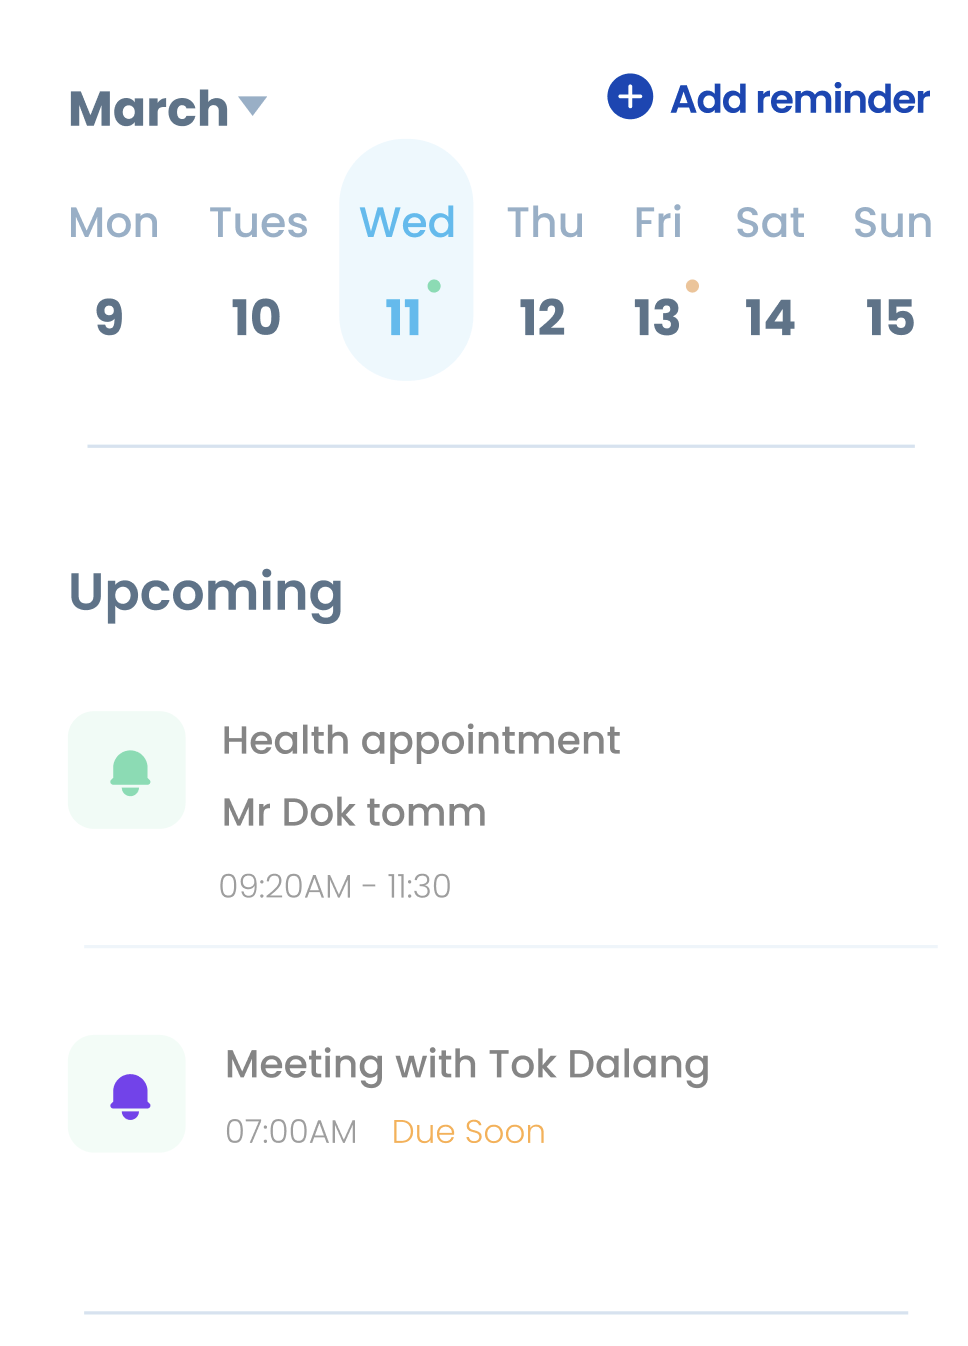 March
Add reminder
Mon Tues Wed Thu Fri Sat Sun
9 10 11 12 13 14 15
Upcoming
Health appointment
Mr Dok tomm
09:20AM - 11:30
Meeting with Tok Dalang
07:00AM Due Soon